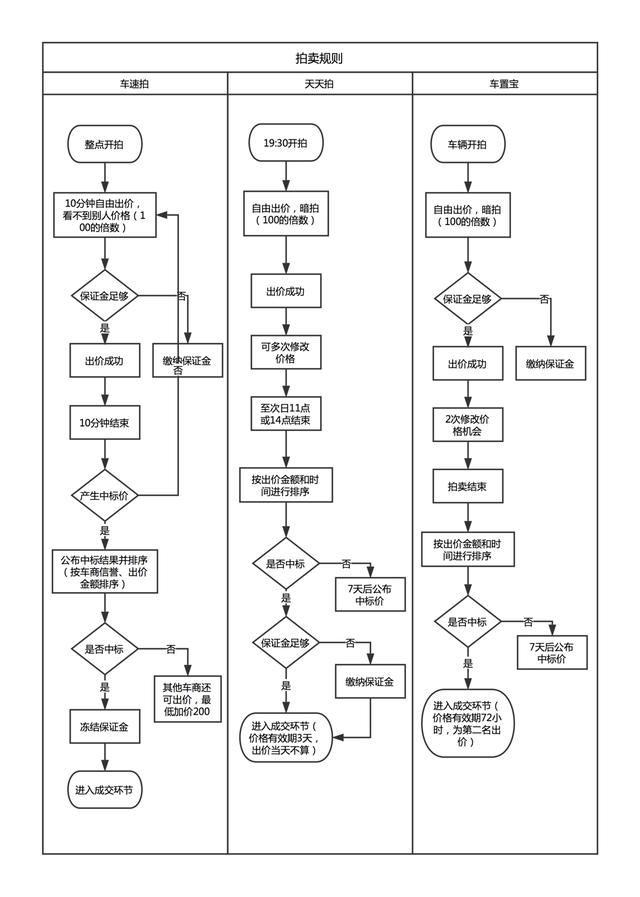 拍卖规则
车速拍
天天拍
车置宝
整点开拍
10分钟自由出价，
看不到别人价格（1
00的倍数）
保证金足够
否
是
出价成功
缴纳保证金
否
10分钟结束
产生中标价
是
公布中标结果并排序
（按车商信誉、出价
金额排序）
是否中标
否
是
其他车商还
可出价，最
低加价200
冻结保证金
进入成交环节
19:30开拍
自由出价，暗拍
（100的倍数）
出价成功
可多次修改
价格
至次日11点
或14点结束
按出价金额和时
间进行排序
是否中标
否
7天后公布
中标价
是
保证金足够
否
缴纳保证金
是
进入成交环节（
价格有效期3天，
出价当天不算）
车辆开拍
自由出价，暗拍
（100的倍数）
保证金足够
否
是
出价成功
缴纳保证金
2次修改价
格机会
拍卖结束
按出价金额和时
间进行排序
是否中标
否
7天后公布
中标价
是
进入成交环节（
价格有效期72小
时，为第二名出
价）